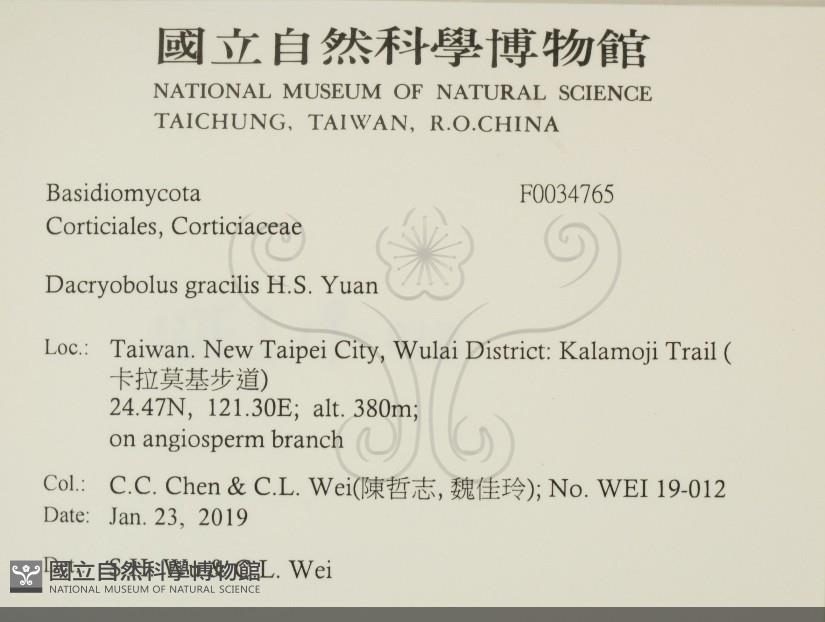 國立自然科學博物館
NATIONAL MUSEUM OF NATURAL SCIENCE
TAICHUNG, TAIWAN, R.O.CHINA
Basidiomycota F0034765
Corticiales, Corticiaceae
Dacryobolus gracilis H.S. Yuan
Loc.: Taiwan. New Taipei City, Wulai District: Kalamoji Trail (
卡拉莫基步道)
24.47N, 121.30E; alt. 380m;
on angiosperm branch
Col.: C.C. Chen & C.L. Wei(陳哲志, 魏佳玲); No. WEI 19-012
Date: Jan. 23, 2019
L. Wei
國立自然科學博物館
NATIONAL MUSEUM OF NATURAL SCIENCE